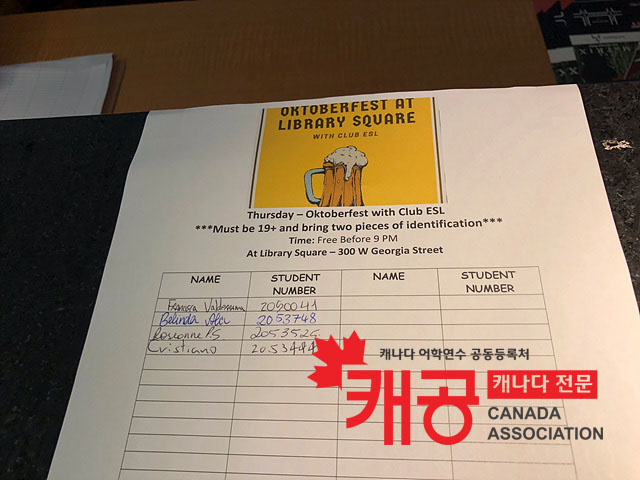 OKTOBERFEST AT
LIBRARY SQUARE
WITH CLUB ESL
Thursday – Oktoberfest with Club ESL
***Must be 19+ and bring two pieces of identification***
Time: Free Before 9 PM
At Library Square – 300 W Georgia Street
NAME STUDENT NUMBER NAME STUDENT NUMBER
2050041
Belinda 2053748
Roseanne P.S.
Cristiano
캐나다 어학연수 공동등록처
캐공 캐나다 전문
CANADA
ASSOCIATION